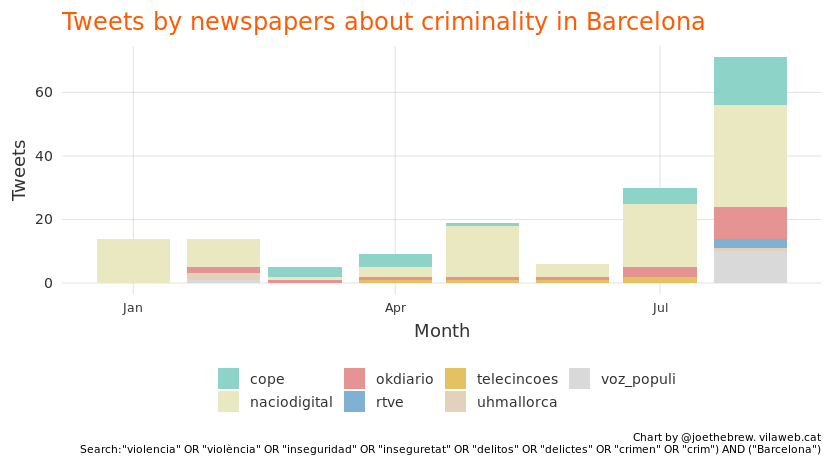 Tweets by newspapers about criminality in Barcelona
Tweets
60
40
20
0
Jan
Apr
Jul
Month
cope
okdiario
telecincoes
voz_populi
naciodigital
rtve
uhmallorca
Chart by @joethebrew. vilaweb.cat
Search:"violencia" OR "violència" OR "inseguridad" OR "inseguretat" OR "delitos" OR "delictes" OR "crimen" OR "crim") AND ("Barcelona")